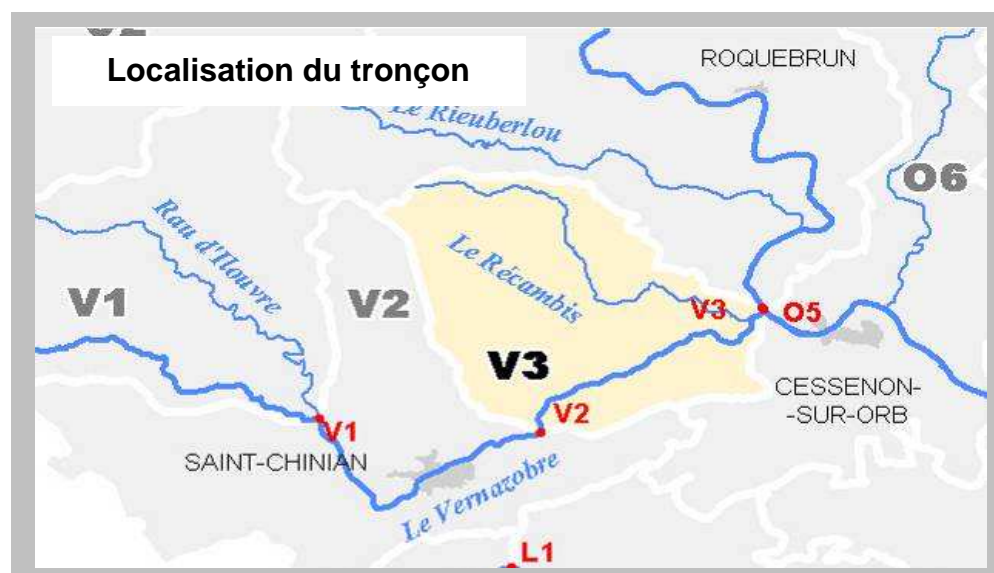 Localisation du tronçon
ROQUEBRUN
Le Rieuberlou
O6
Rau d'Ilouvre
Le Récambis
V1
V2
V3
O5
V3
CESSENON-
-SUR-ORB
V2
V1
SAINT-CHINIAN
Le Vernazobre
L1